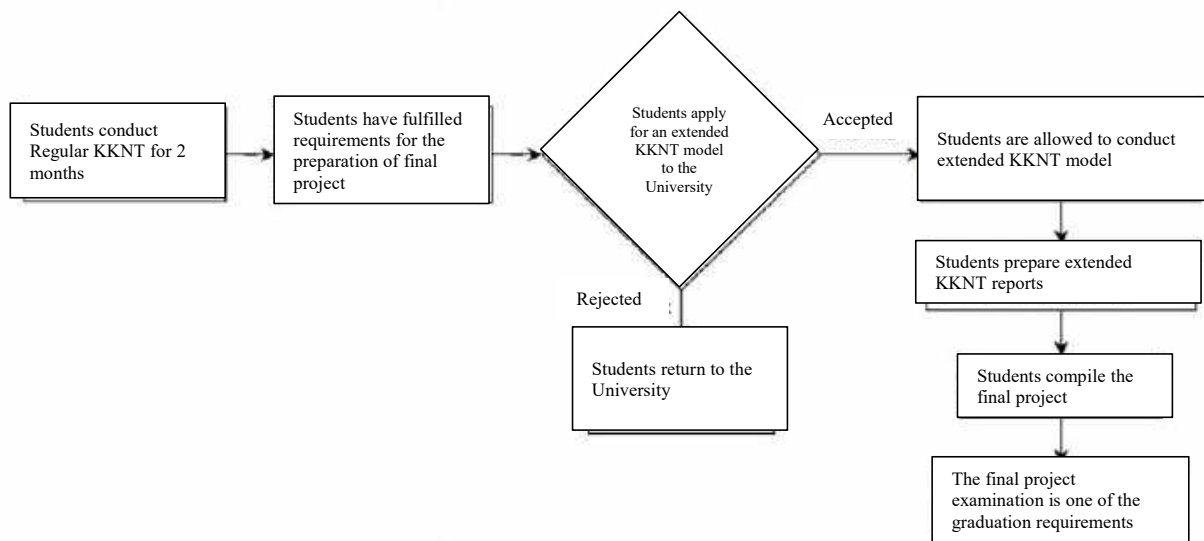 Students conduct
Regular KKNT for 2
months
Students have fulfilled
requirements for the
preparation of final
project
Students apply
for an extended
KKNT model
to the
University
Accepted
Students are allowed to conduct
extended KKNT model
Students prepare extended
KKNT reports
Rejected
Students return to the
University
Students compile the
final project
The final project
examination is one of the
graduation requirements